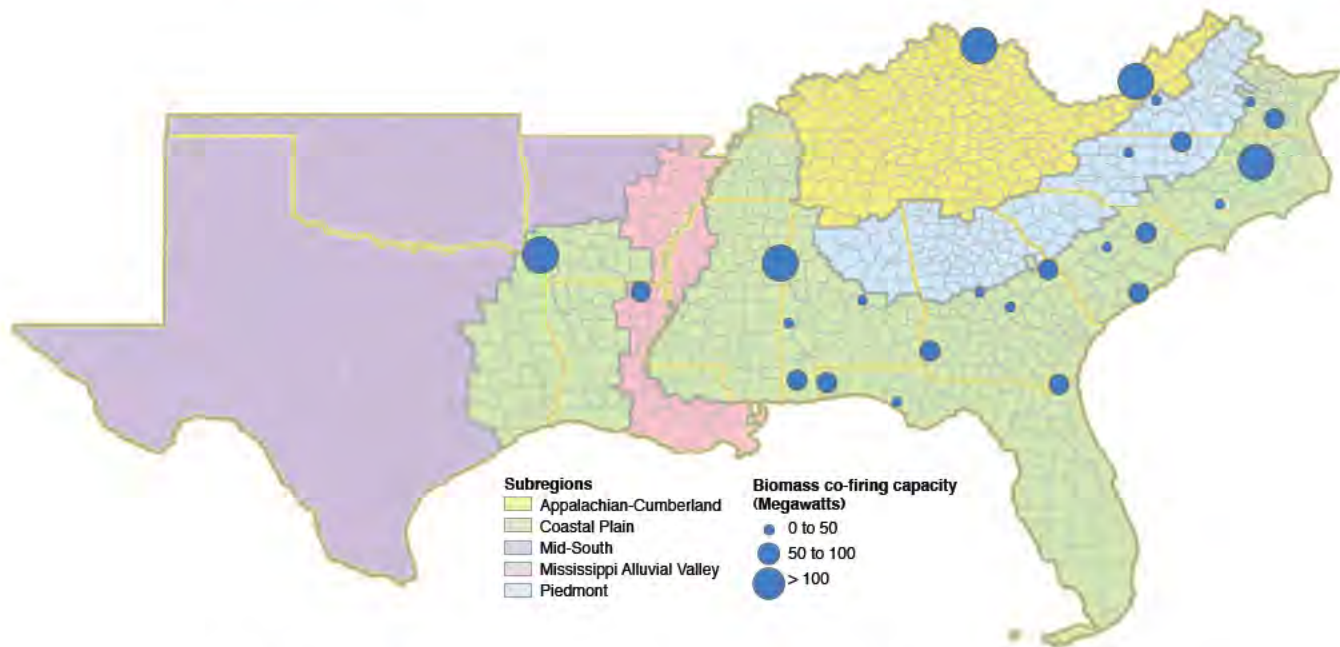 Subregions
Appalachian-Cumberland
Coastal Plain
Mid-South
Mississippi Alluvial Valley
Piedmont
Biomass co-firing capacity
(Megawatts)
0 to 50
50 to 100
> 100